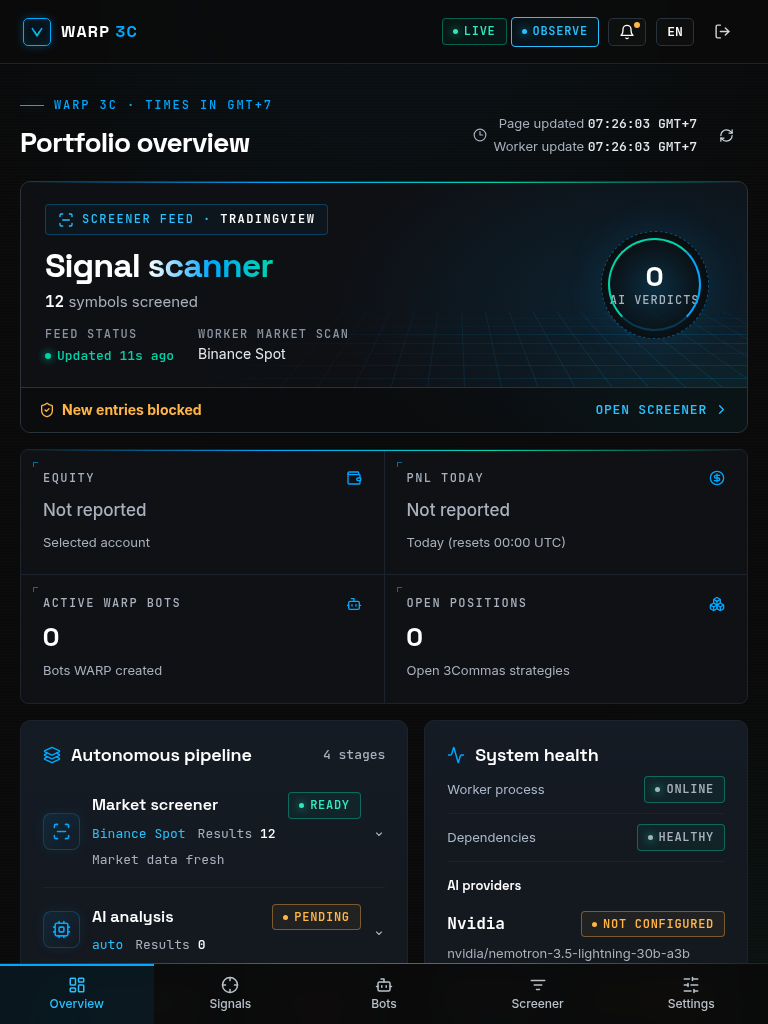 WARP 3C
LIVE
OBSERVE
EN
WARP 3C · TIMES IN GMT+7
Portfolio overview
Page updated 07:26:03 GMT+7
Worker update 07:26:03 GMT+7
SCREENER FEED · TRADINGVIEW
Signal scanner
12 symbols screened
FEED STATUS
Updated 11s ago
WORKER MARKET SCAN
Binance Spot
0
AI VERDICTS
New entries blocked
OPEN SCREENER
EQUITY
Not reported
Selected account
PNL TODAY
Not reported
Today (resets 00:00 UTC)
ACTIVE WARP BOTS
0
Bots WARP created
OPEN POSITIONS
0
Open 3Commas strategies
Autonomous pipeline
4 stages
Market screener
READY
Binance Spot Results 12
Market data fresh
AI analysis
PENDING
auto Results 0
System health
Worker process
ONLINE
Dependencies
HEALTHY
AI providers
Nvidia
NOT CONFIGURED
nvidia/nemotron-3.5-lightning-30b-a3b
Overview
Signals
Bots
Screener
Settings